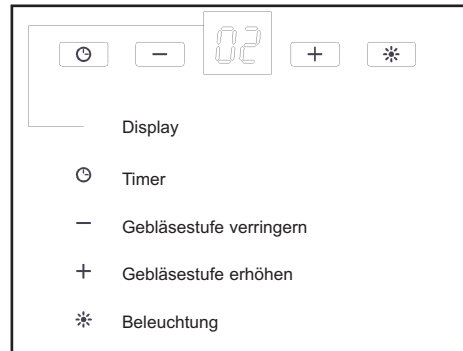 02
Display
Timer
− Gebläsestufe verringern
+ Gebläsestufe erhöhen
Beleuchtung